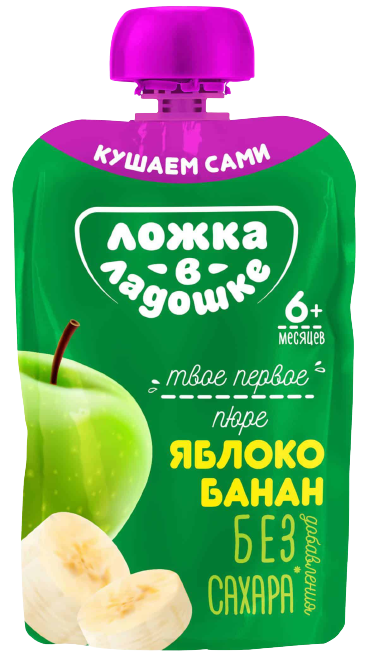 КУШАЕМ САМИ
ЛОЖКА
-В-
ЛАДОШКЕ
6+
месяцев
твое первое
пюре
ЯБЛОКО
БАНАН
БЕЗ
добавления
САХАРА*